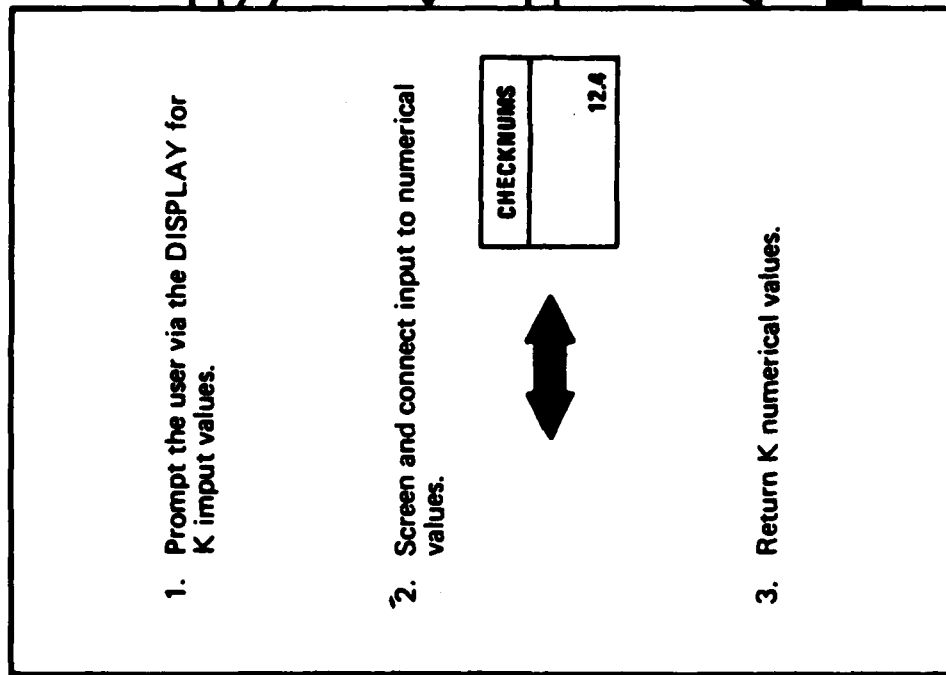 1. Prompt the user via the DISPLAY for
K imput values.
2. Screen and connect input to numerical
values.
CHECKNUMS
12.4
3. Return K numerical values.